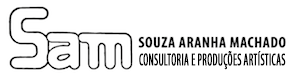 Sam
SOUZA ARANHA MACHADO
CONSULTORIA E PRODUÇÕES ARTÍSTICAS